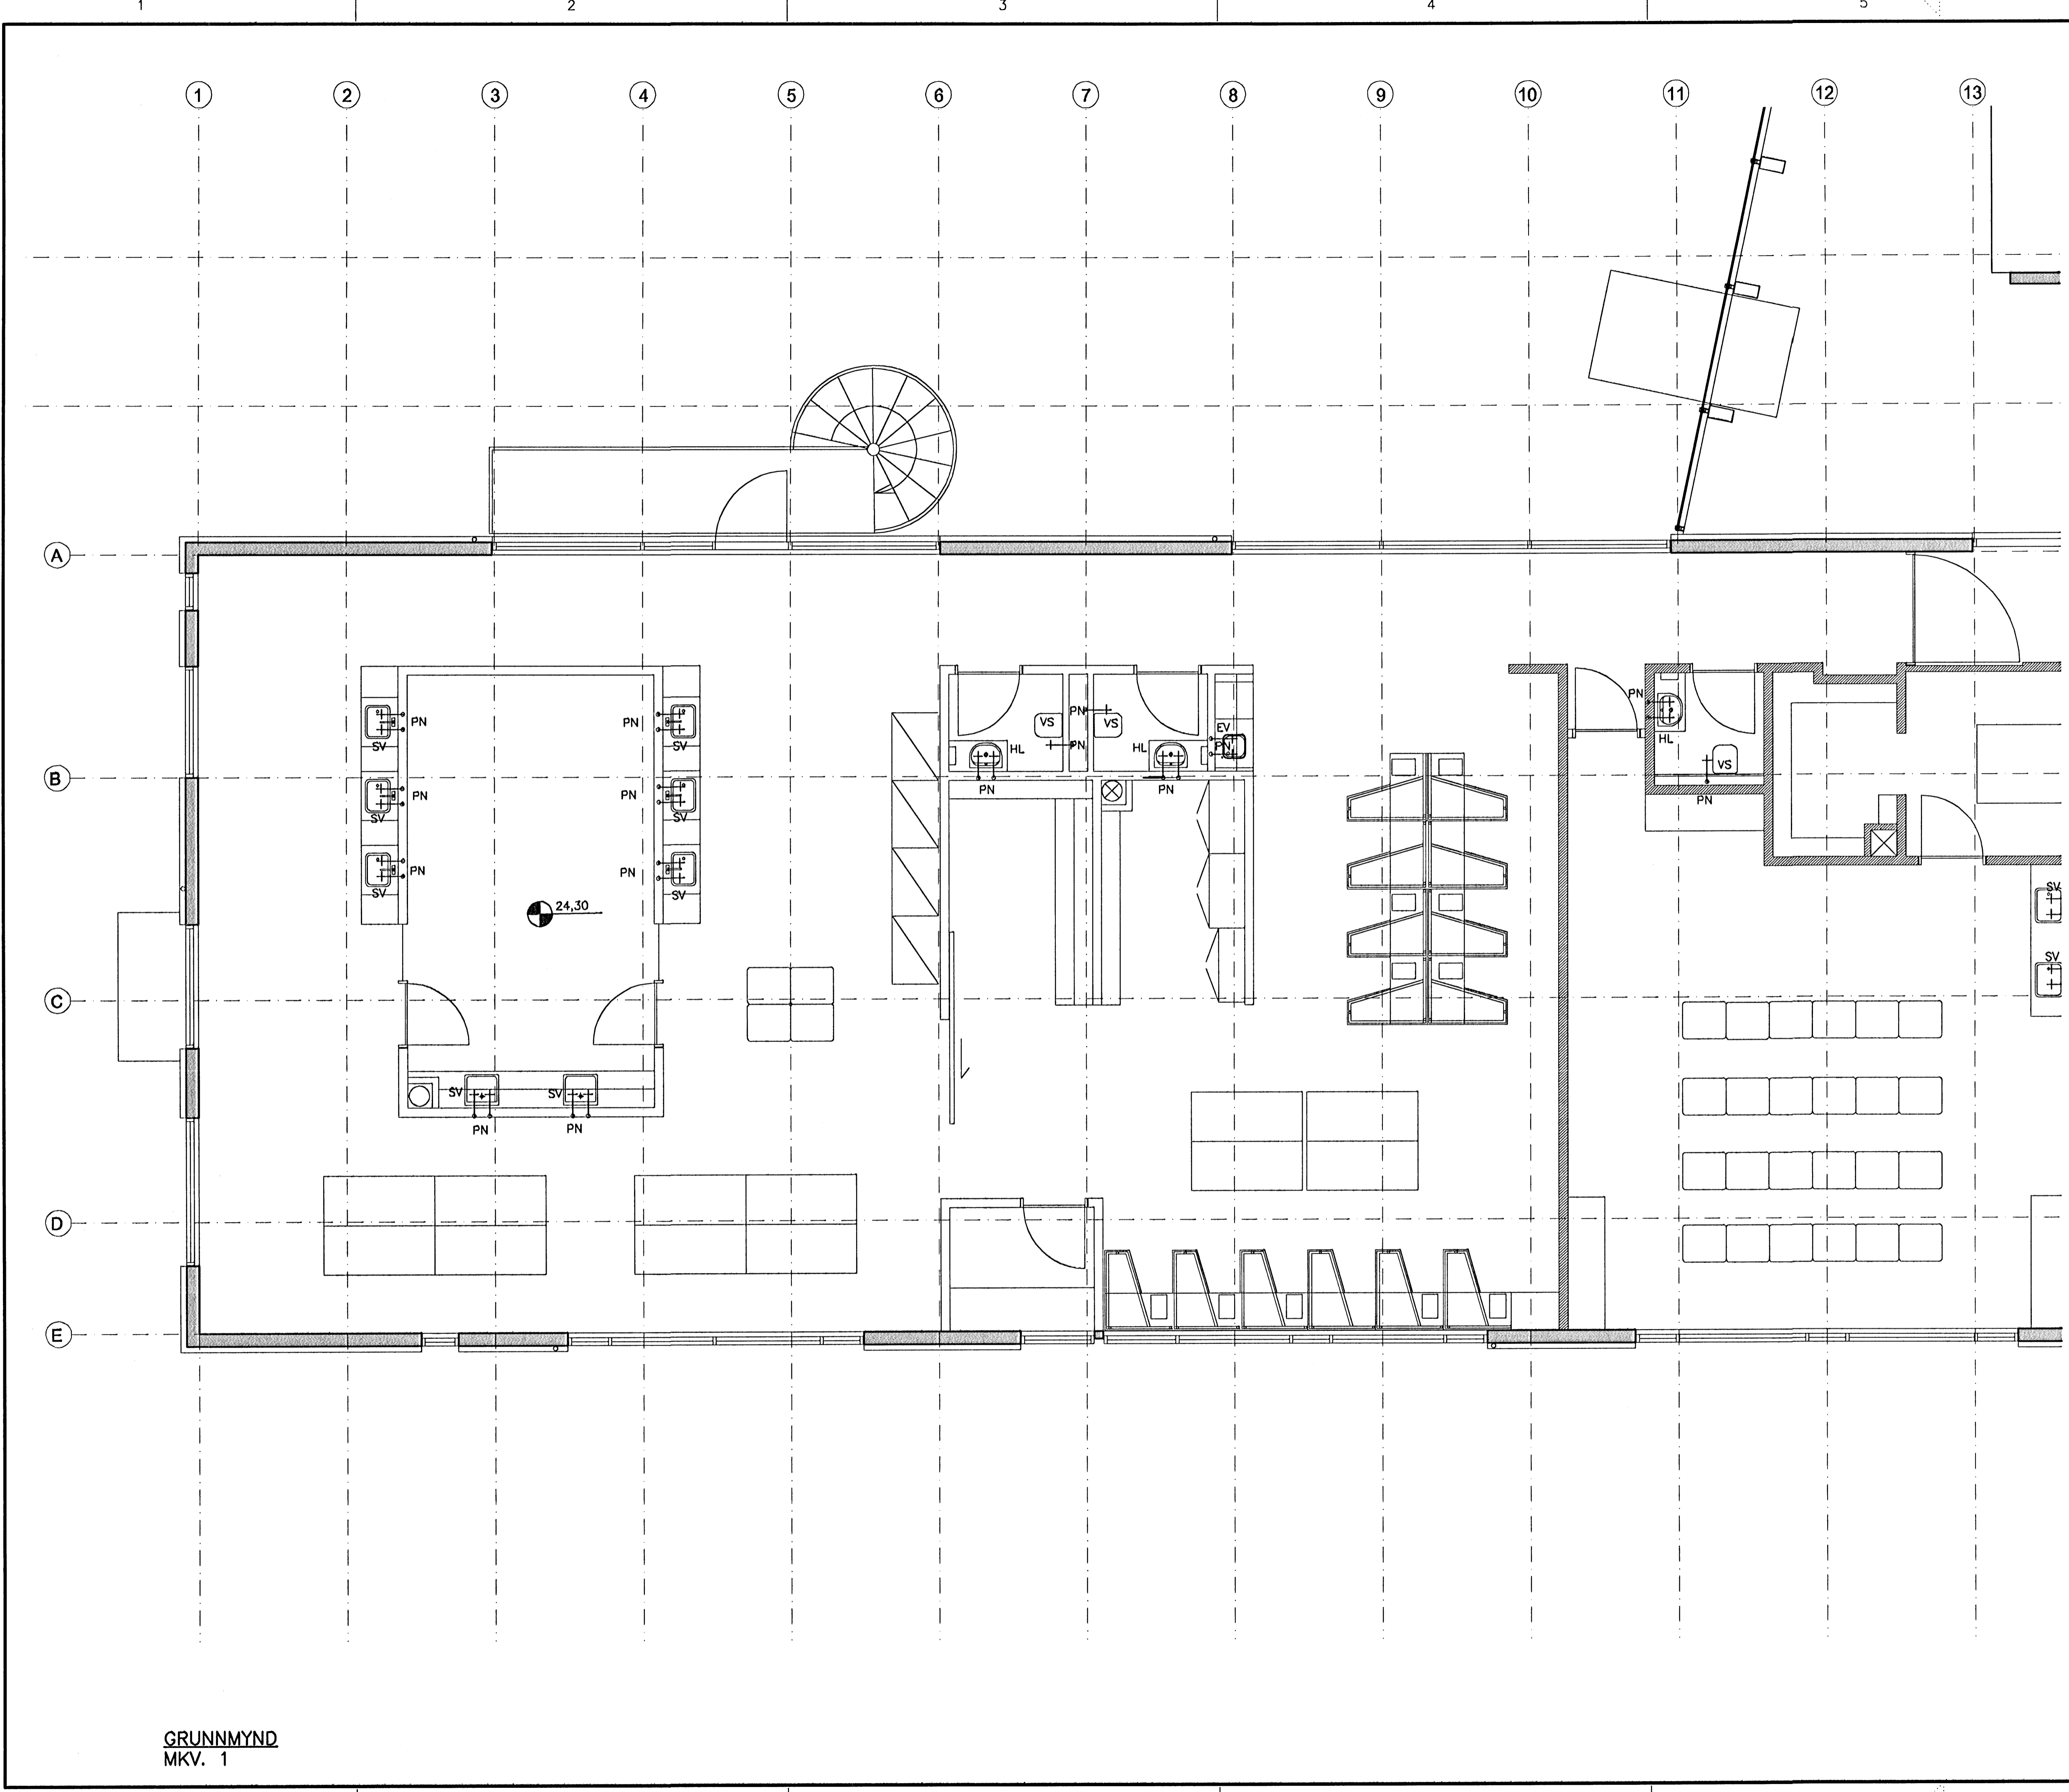 1 2 3 4 5
1 2 3 4 5 6 7 8 9 10 11 12 13
A
PN HL
PN PN SV SV
VS PN VS EV PN
HL HL
PN VS
B
PN PN SV SV
PN PN PN
PN PN SV SV
24,30
SV
SV
C
SV SV
PN PN
D
E
GRUNNMYND
MKV. 1